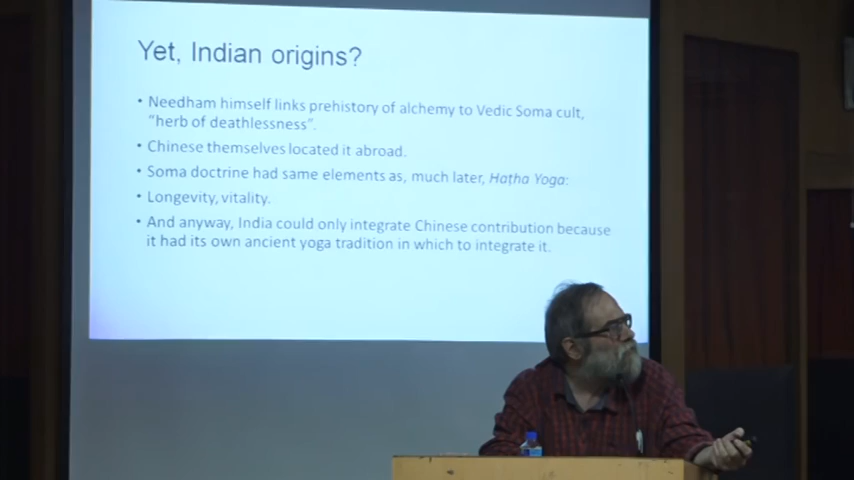 Yet, Indian origins?
• Needham himself links prehistory of alchemy to Vedic Soma cult,
"herb of deathlessness".
• Chinese themselves located it abroad.
• Soma doctrine had same elements as, much later, Haṭha Yoga:
• Longevity, vitality.
• And anyway, India could only integrate Chinese contribution because
it had its own ancient yoga tradition in which to integrate it.